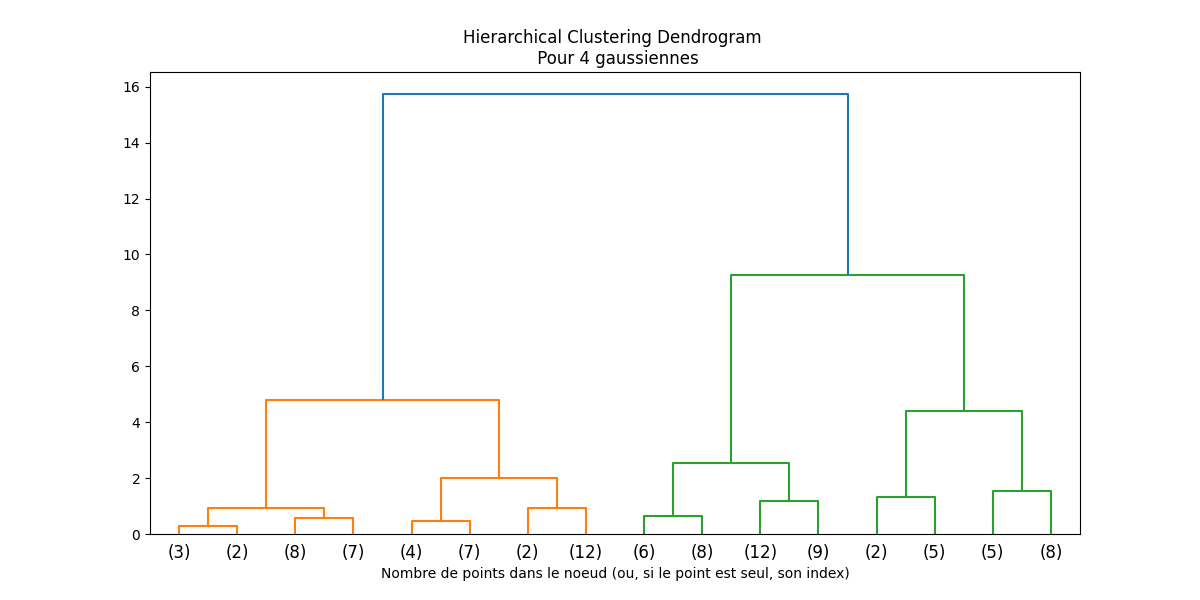 Hierarchical Clustering Dendrogram
Pour 4 gaussiennes
16
14
12
10
8
6
4
2
0
(3) (2) (8) (7) (4) (7) (2) (12) (6) (8) (12) (9) (2) (5) (5) (8)
Nombre de points dans le noeud (ou, si le point est seul, son index)